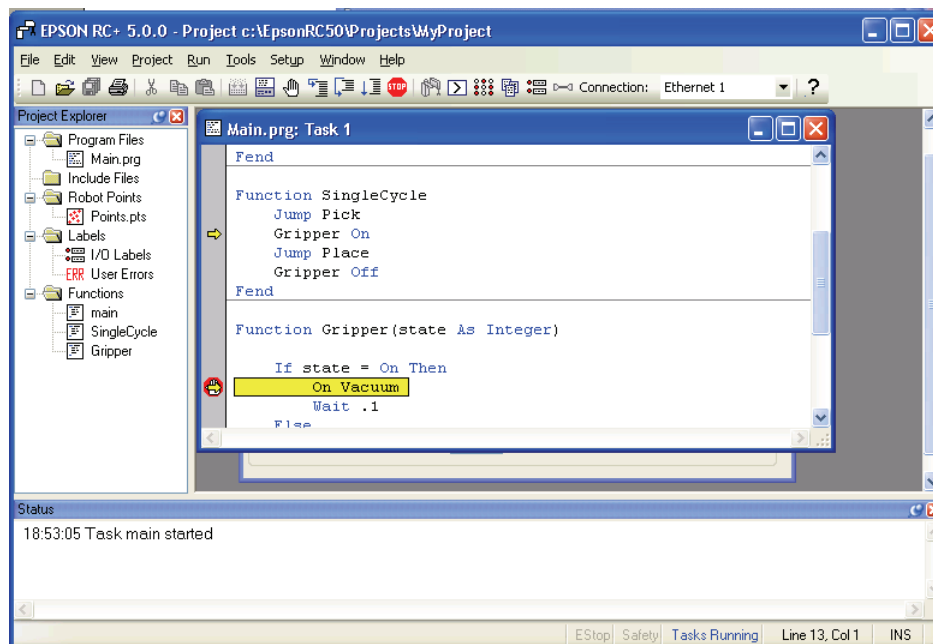 EPSON RC+ 5.0.0 - Project c:\EpsonRC50\Projects\MyProject
File Edit View Project Run Tools Setup Window Help
STOP Connection: Ethernet 1 ?
Project Explorer
Program Files
Main.prg
Include Files
Robot Points
Points.pts
Labels
I/O Labels
ERR User Errors
Functions
main
SingleCycle
Gripper
Main.prg: Task 1
Fend
Function SingleCycle
Jump Pick
Gripper On
Jump Place
Gripper Off
Fend
Function Gripper(state As Integer)
If state = On Then
On Vacuum
Wait .1
Else
Status
18:53:05 Task main started
EStop Safety Tasks Running Line 13, Col 1 INS